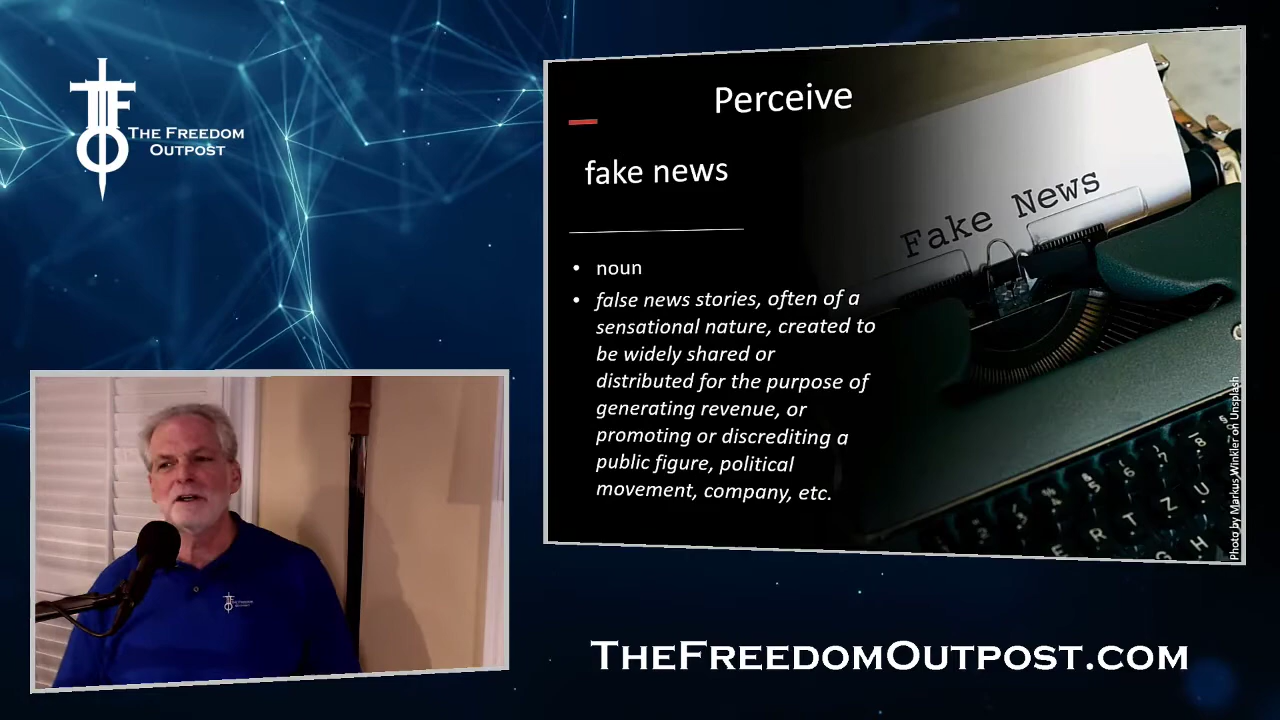 THE FREEDOM
OUTPOST
Perceive
fake news
• noun
• false news stories, often of a
sensational nature, created to
be widely shared or
distributed for the purpose of
generating revenue, or
promoting or discrediting a
public figure, political
movement, company, etc.
Fake News
Photo by Markus Winkler on Unsplash
THEFREEDOMOUTPOST.COM